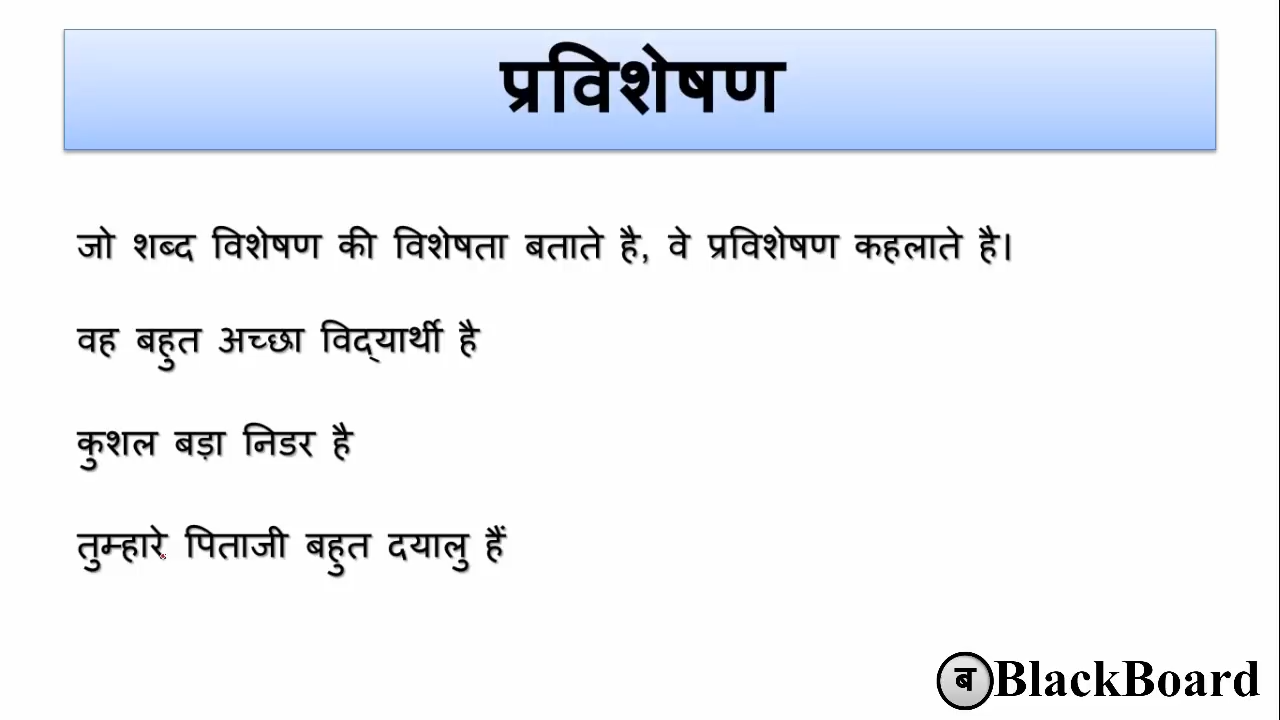 प्रविशेषण
जो शब्द विशेषण की विशेषता बताते है, वे प्रविशेषण कहलाते है।
वह बहुत अच्छा विद्‌यार्थी है
कुशल बड़ा निडर है
तुम्हारे पिताजी बहुत दयालु हैं
ब BlackBoard